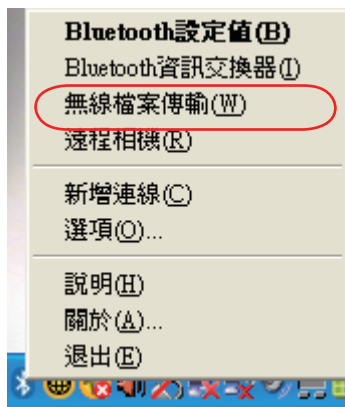 Bluetooth設定值(B)
Bluetooth資訊交換器(I)
無線檔案傳輸(W)
遠程相機(R)
新增連線(C)
選項(O)...
說明(H)
關於(A)...
退出(E)